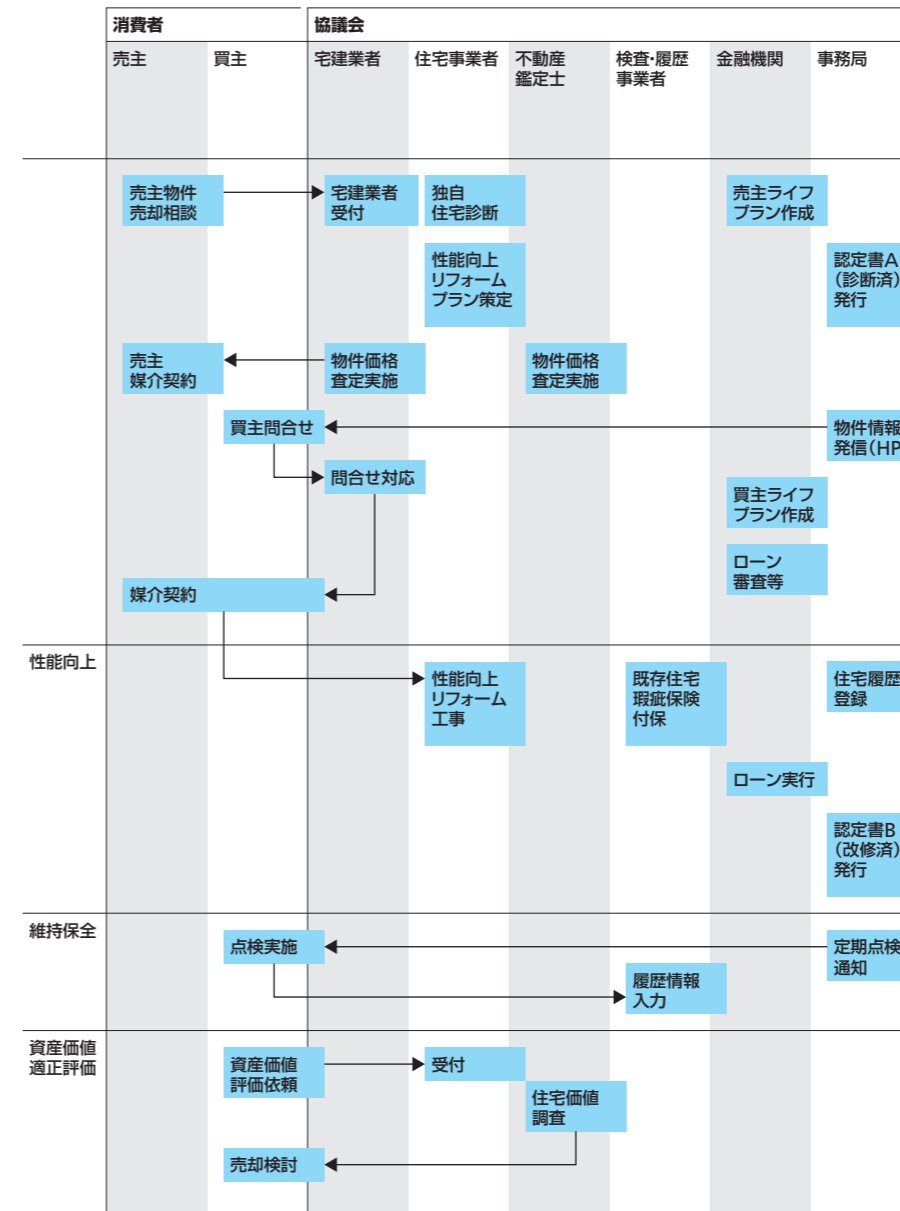 消費者
協議会
売主
買主
宅建業者
住宅事業者
不動産
鑑定士
検査・履歴
事業者
金融機関
事務局
売主物件
売却相談
宅建業者
受付
独自
住宅診断
売主ライフ
プラン作成
性能向上
リフォーム
プラン策定
認定書A
(診断済)
発行
売主
媒介契約
物件価格
査定実施
物件価格
査定実施
買主問合せ
物件情報
発信(HP
問合せ対応
買主ライフ
プラン作成
ローン
審査等
媒介契約
性能向上
性能向上
リフォーム
工事
既存住宅
瑕疵保険
付保
住宅履歴
登録
ローン実行
認定書B
(改修済)
発行
維持保全
点検実施
定期点検
通知
履歴情報
入力
資産価値
適正評価
資産価値
評価依頼
受付
住宅価値
調査
売却検討